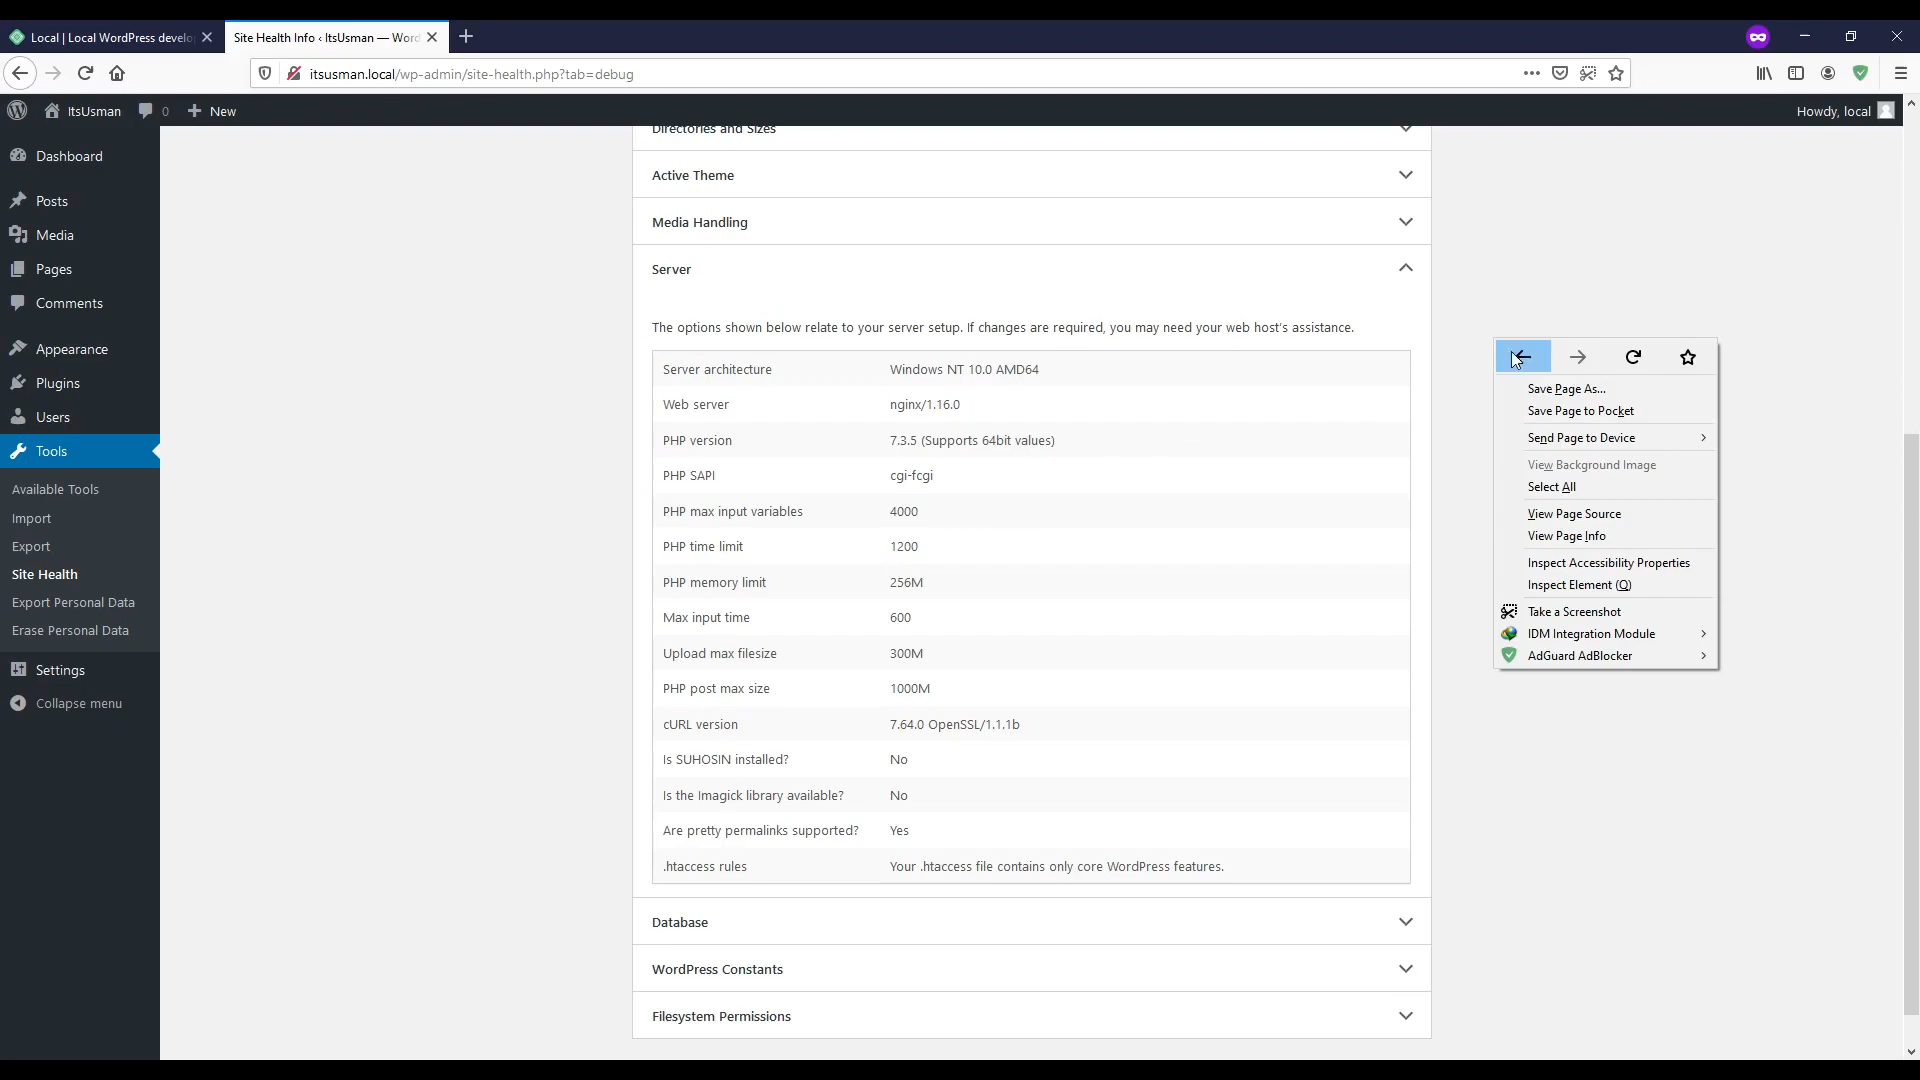 Local | Local WordPress develo
Site Health Info ‹ ItsUsman — Word
itsusman.local/wp-admin/site-health.php?tab=debug
ItsUsman
0
New
Howdy, local
Dashboard
Posts
Media
Pages
Comments
Appearance
Plugins
Users
Tools
Available Tools
Import
Export
Site Health
Export Personal Data
Erase Personal Data
Settings
Collapse menu
Directories and Sizes
Active Theme
Media Handling
Server
The options shown below relate to your server setup. If changes are required, you may need your web host's assistance.
Server architecture Windows NT 10.0 AMD64
Web server nginx/1.16.0
PHP version 7.3.5 (Supports 64bit values)
PHP SAPI cgi-fcgi
PHP max input variables 4000
PHP time limit 1200
PHP memory limit 256M
Max input time 600
Upload max filesize 300M
PHP post max size 1000M
cURL version 7.64.0 OpenSSL/1.1.1b
Is SUHOSIN installed? No
Is the Imagick library available? No
Are pretty permalinks supported? Yes
.htaccess rules Your .htaccess file contains only core WordPress features.
Database
WordPress Constants
Filesystem Permissions
Save Page As...
Save Page to Pocket
Send Page to Device
View Background Image
Select All
View Page Source
View Page Info
Inspect Accessibility Properties
Inspect Element (Q)
Take a Screenshot
IDM Integration Module
AdGuard AdBlocker